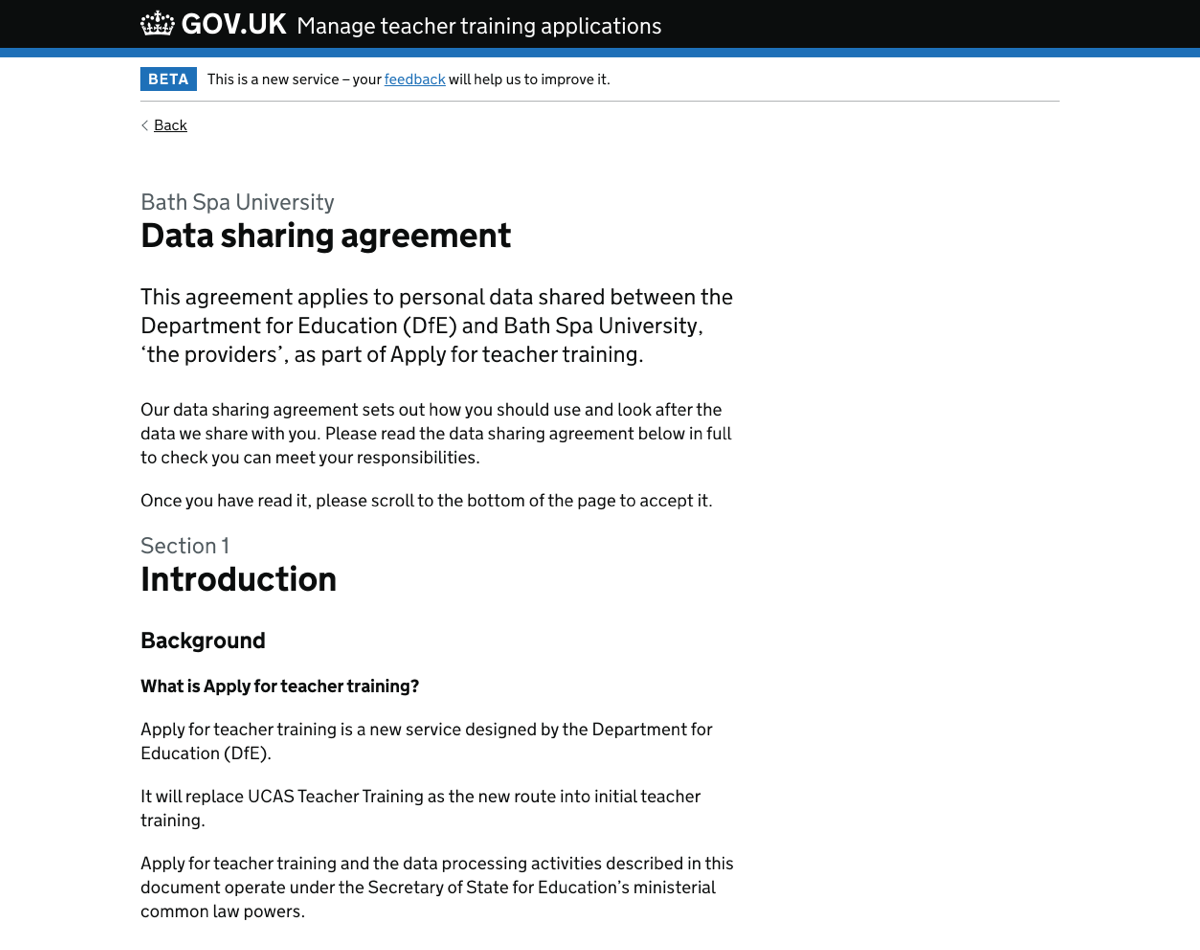 GOV.UK Manage teacher training applications
BETA This is a new service – your feedback will help us to improve it.
Back
Bath Spa University
Data sharing agreement
This agreement applies to personal data shared between the
Department for Education (DfE) and Bath Spa University,
‘the providers’, as part of Apply for teacher training.
Our data sharing agreement sets out how you should use and look after the
data we share with you. Please read the data sharing agreement below in full
to check you can meet your responsibilities.
Once you have read it, please scroll to the bottom of the page to accept it.
Section 1
Introduction
Background
What is Apply for teacher training?
Apply for teacher training is a new service designed by the Department for
Education (DfE).
It will replace UCAS Teacher Training as the new route into initial teacher
training.
Apply for teacher training and the data processing activities described in this
document operate under the Secretary of State for Education’s ministerial
common law powers.